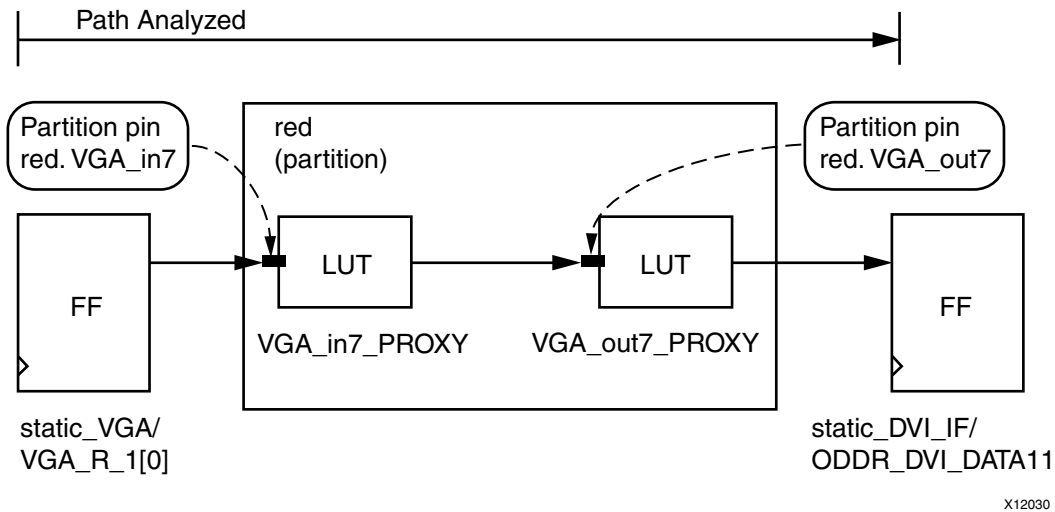 Path Analyzed
Partition pin
red. VGA_in7
red
(partition)
Partition pin
red. VGA_out7
FF
LUT
LUT
FF
VGA_in7_PROXY
VGA_out7_PROXY
static_VGA/
VGA_R_1[0]
static_DVI_IF/
ODDR_DVI_DATA11
X12030